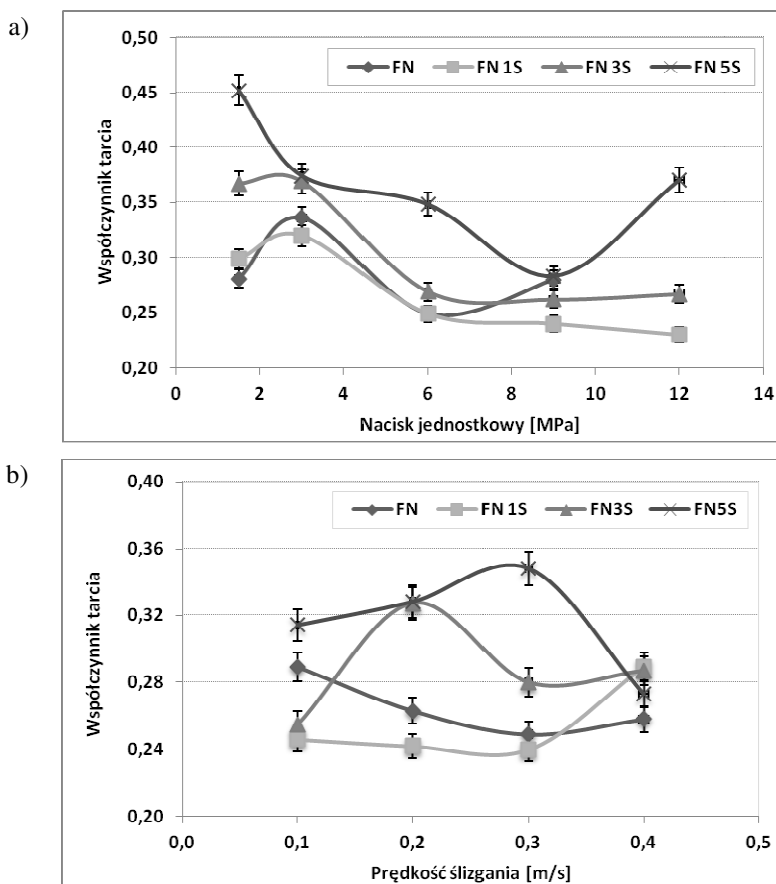 a)
0,50
0,45
0,40
0,35
0,30
0,25
0,20
Współczynnik tarcia
FN FN 1S FN 3S FN 5S
0 2 4 6 8 10 12 14
Nacisk jednostkowy [MPa]
b)
0,40
0,36
0,32
0,28
0,24
0,20
Współczynnik tarcia
FN FN 1S FN3S FN5S
0,0 0,1 0,2 0,3 0,4 0,5
Prędkość ślizgania [m/s]